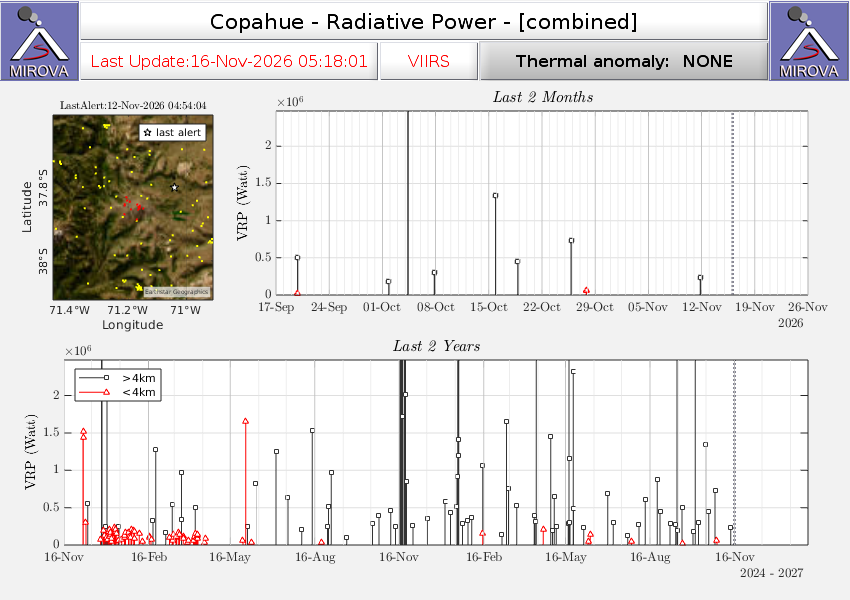 Copahue - Radiative Power - [combined]
MIROVA
Last Update:16-Nov-2026 05:18:01
VIIRS
Thermal anomaly: NONE
MIROVA
LastAlert:12-Nov-2026 04:54:04
last alert
Latitude
37.8°S
38°S
Earthstar Geographics
71.4°W
71.2°W
71°W
Longitude
Last 2 Months
×10⁶
VRP (Watt)
2
1.5
1
0.5
0
17-Sep
24-Sep
01-Oct
08-Oct
15-Oct
22-Oct
29-Oct
05-Nov
12-Nov
19-Nov
26-Nov
2026
Last 2 Years
×10⁶
>4km
<4km
VRP (Watt)
2
1.5
1
0.5
0
16-Nov
16-Feb
16-May
16-Aug
16-Nov
16-Feb
16-May
16-Aug
16-Nov
2024 - 2027